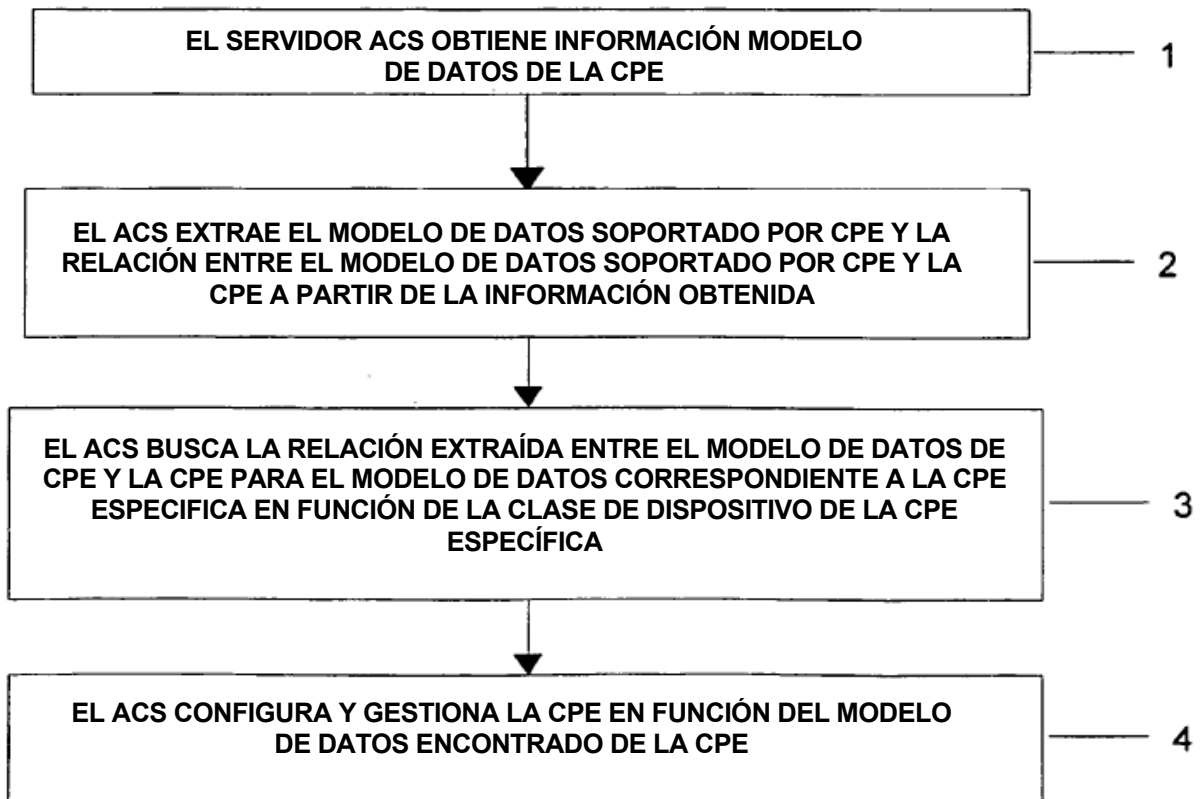 EL SERVIDOR ACS OBTIENE INFORMACIÓN MODELO
DE DATOS DE LA CPE
1
EL ACS EXTRAE EL MODELO DE DATOS SOPORTADO POR CPE Y LA
RELACIÓN ENTRE EL MODELO DE DATOS SOPORTADO POR CPE Y LA
CPE A PARTIR DE LA INFORMACIÓN OBTENIDA
2
EL ACS BUSCA LA RELACIÓN EXTRAÍDA ENTRE EL MODELO DE DATOS DE
CPE Y LA CPE PARA EL MODELO DE DATOS CORRESPONDIENTE A LA CPE
ESPECIFICA EN FUNCIÓN DE LA CLASE DE DISPOSITIVO DE LA CPE
ESPECÍFICA
3
EL ACS CONFIGURA Y GESTIONA LA CPE EN FUNCIÓN DEL MODELO
DE DATOS ENCONTRADO DE LA CPE
4